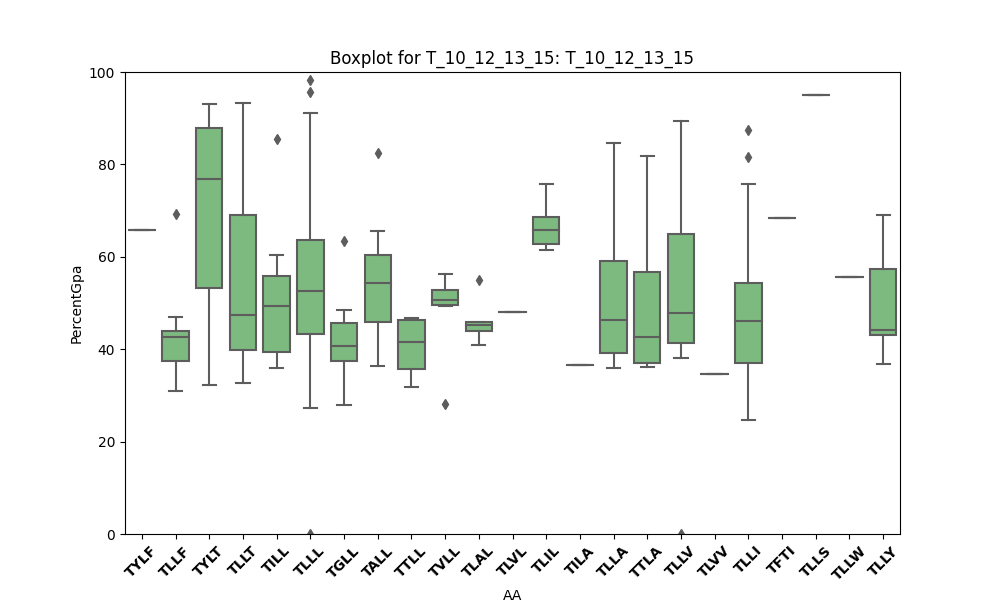 Boxplot for T_10_12_13_15: T_10_12_13_15
100
80
60
40
20
0
PercentGpa
TYLF TLLF TYLT TLLT TILL TLLL TGLL TALL TTLL TVLL TLAL TLVL TLIL TILA TLLA TTLA TLLV TLVV TLLI TFTI TLLS TLLW TLLY
AA